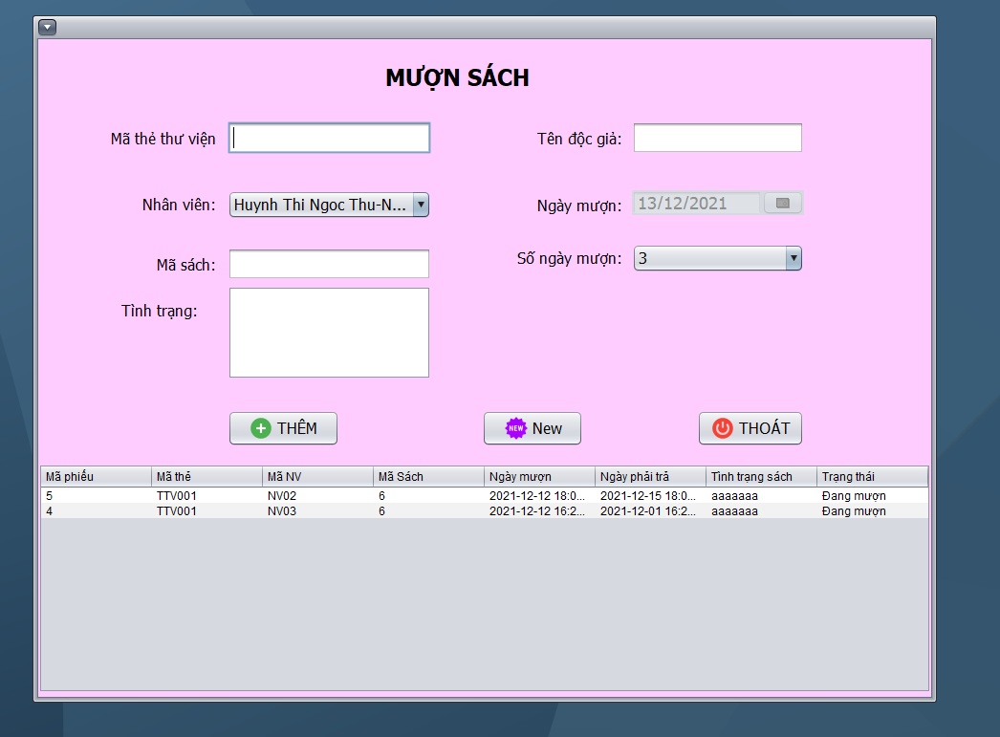 MƯỢN SÁCH
Mã thẻ thư viện
Tên độc giả:
Nhân viên: Huynh Thi Ngoc Thu-N...
Ngày mượn: 13/12/2021
Mã sách:
Số ngày mượn: 3
Tình trạng:
THÊM
NEW New
THOÁT
Mã phiếu Mã thẻ Mã NV Mã Sách Ngày mượn Ngày phải trả Tình trạng sách Trạng thái
5 TTV001 NV02 6 2021-12-12 18:0... 2021-12-15 18:0... aaaaaaa Đang mượn
4 TTV001 NV03 6 2021-12-12 16:2... 2021-12-01 16:2... aaaaaaa Đang mượn